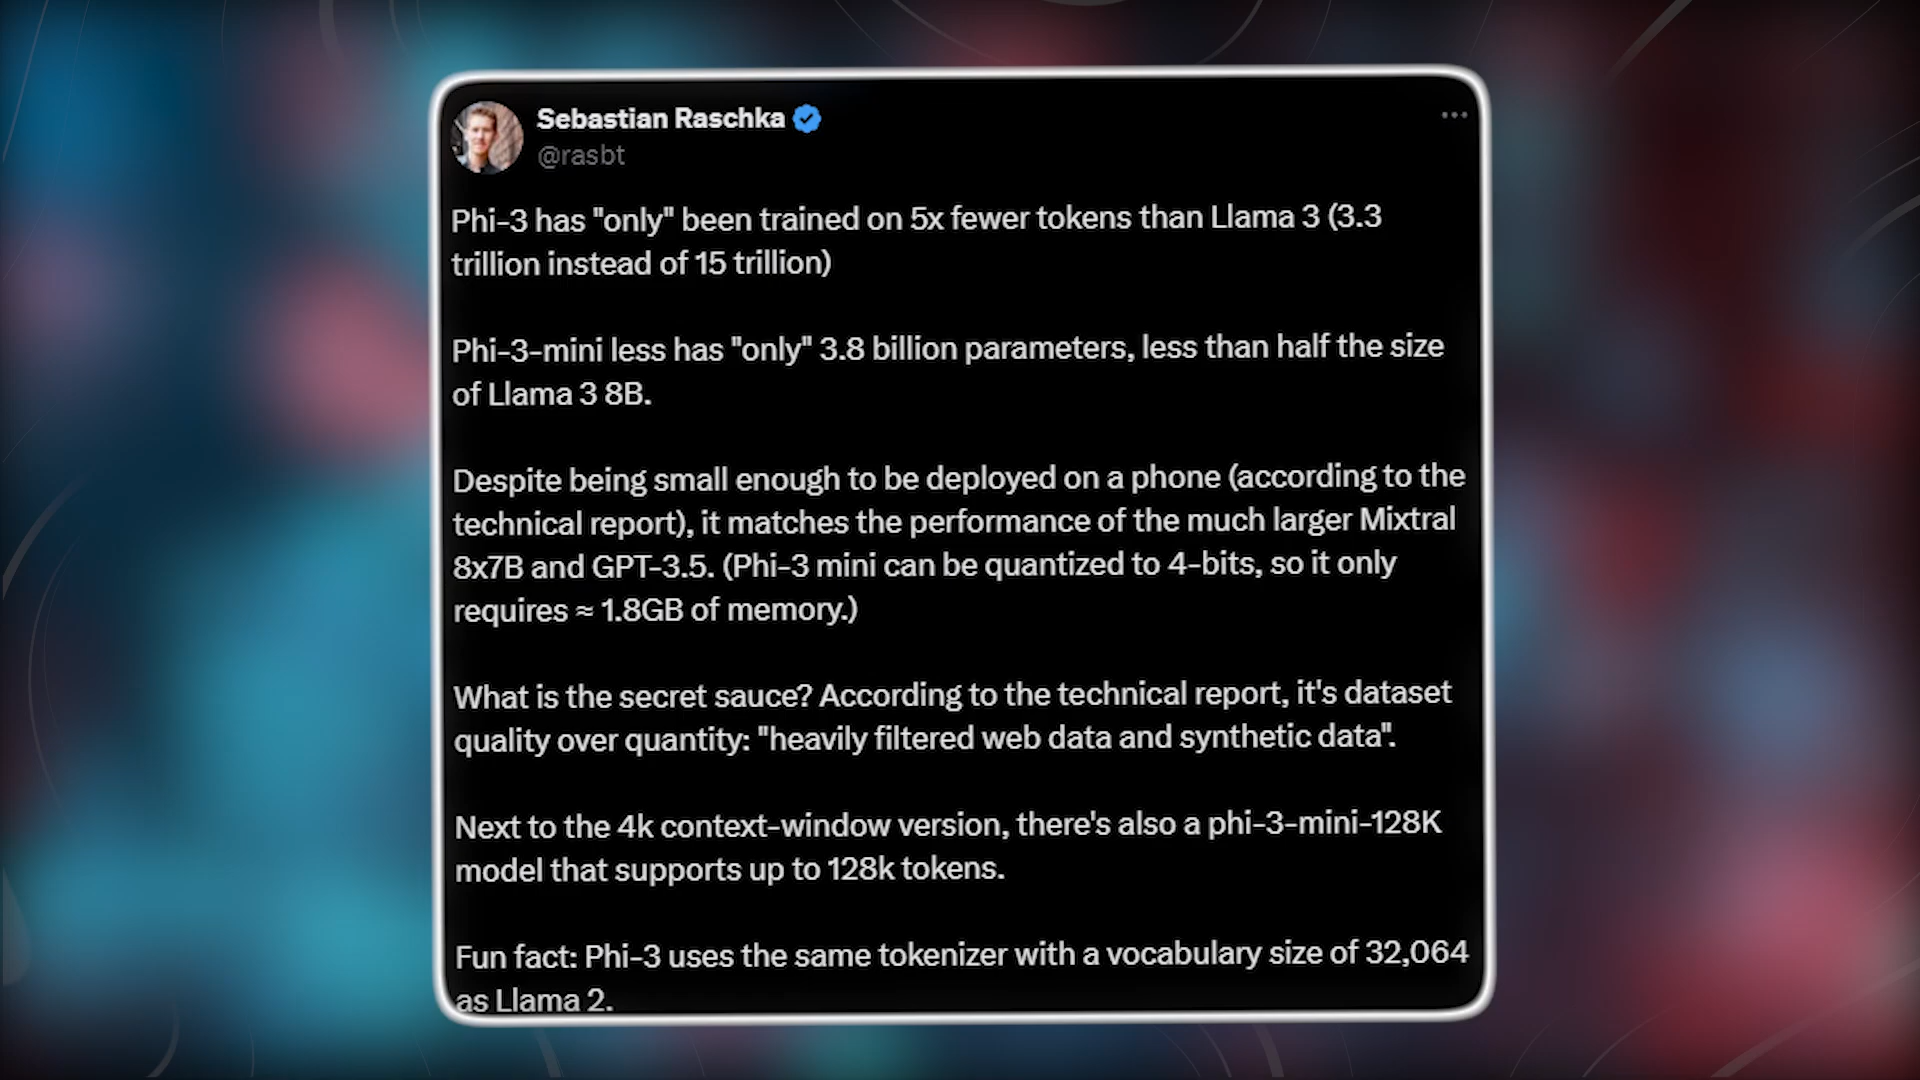 Sebastian Raschka
@rasbt
Phi-3 has "only" been trained on 5x fewer tokens than Llama 3 (3.3
trillion instead of 15 trillion)
Phi-3-mini less has "only" 3.8 billion parameters, less than half the size
of Llama 3 8B.
Despite being small enough to be deployed on a phone (according to the
technical report), it matches the performance of the much larger Mixtral
8x7B and GPT-3.5. (Phi-3 mini can be quantized to 4-bits, so it only
requires ≈ 1.8GB of memory.)
What is the secret sauce? According to the technical report, it's dataset
quality over quantity: "heavily filtered web data and synthetic data".
Next to the 4k context-window version, there's also a phi-3-mini-128K
model that supports up to 128k tokens.
Fun fact: Phi-3 uses the same tokenizer with a vocabulary size of 32,064
as Llama 2.